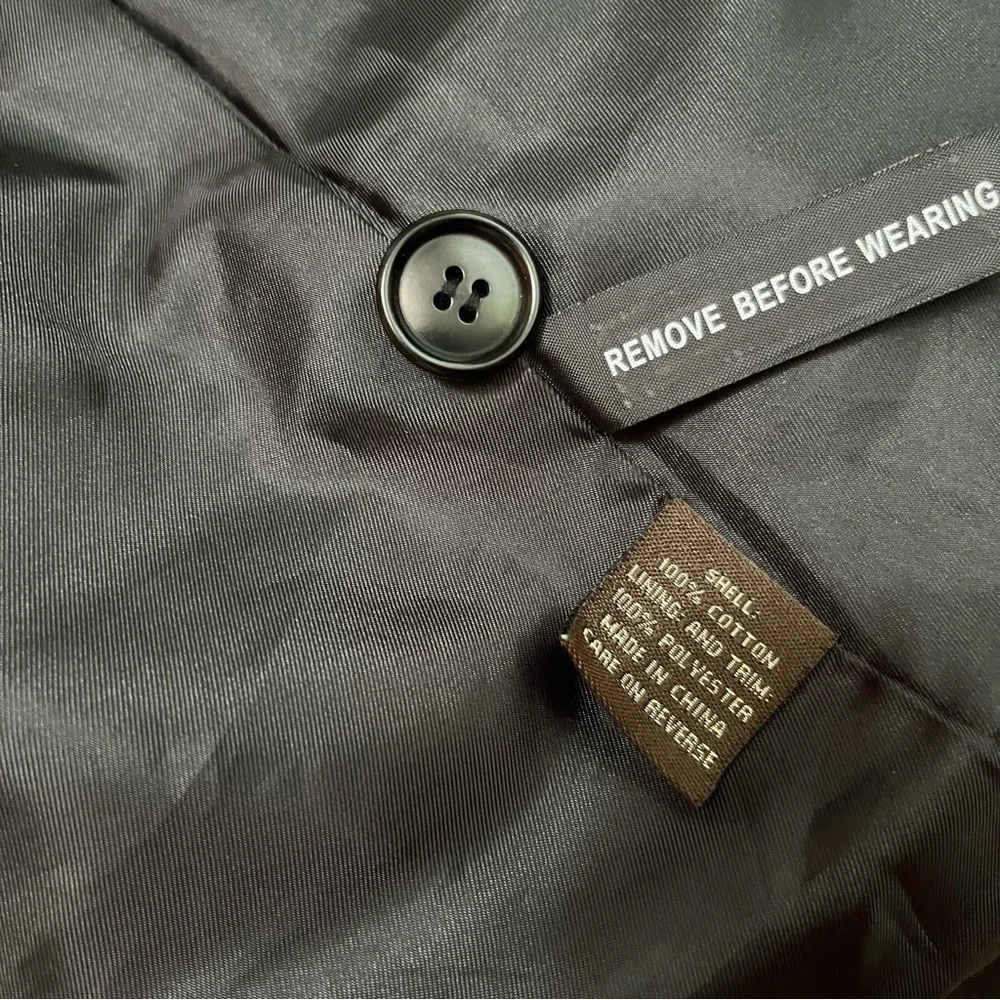 REMOVE BEFORE WEARING
SHELL:
100% COTTON
LINING AND TRIM:
100% POLYESTER
MADE IN CHINA
CARE ON REVERSE